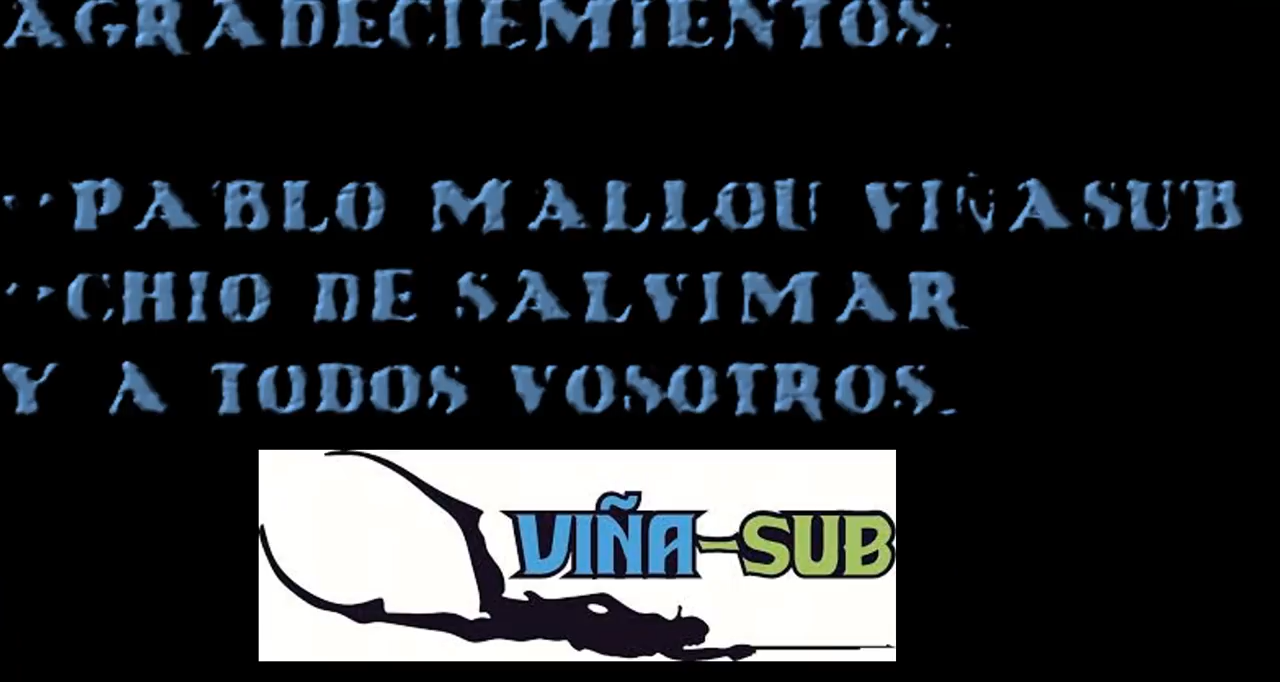 AGRADECIEMIENTOS:
··PABLO MALLOU VIÑASUB
··CHIO DE SALVIMAR
Y A TODOS VOSOTROS.
VIÑA-SUB